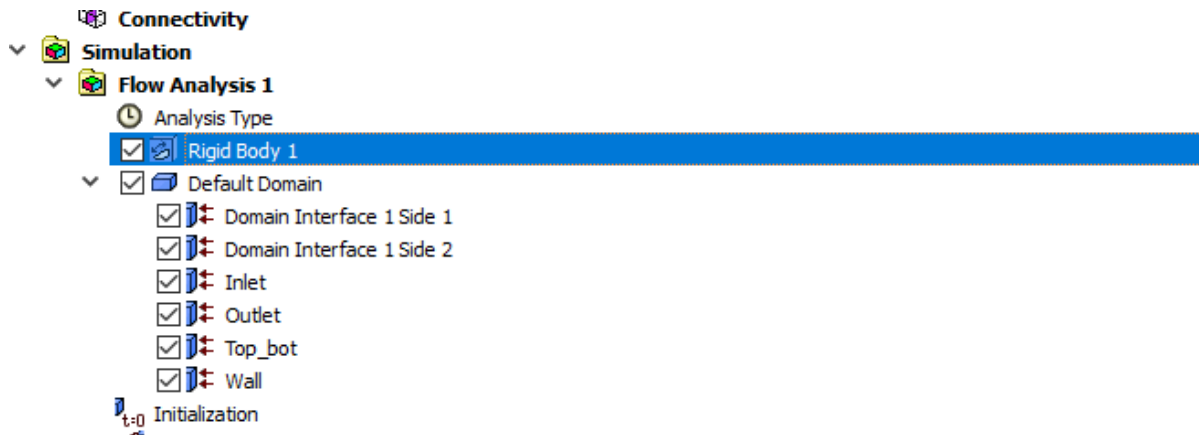 Connectivity
Simulation
Flow Analysis 1
Analysis Type
Rigid Body 1
Default Domain
Domain Interface 1 Side 1
Domain Interface 1 Side 2
Inlet
Outlet
Top_bot
Wall
t=0 Initialization